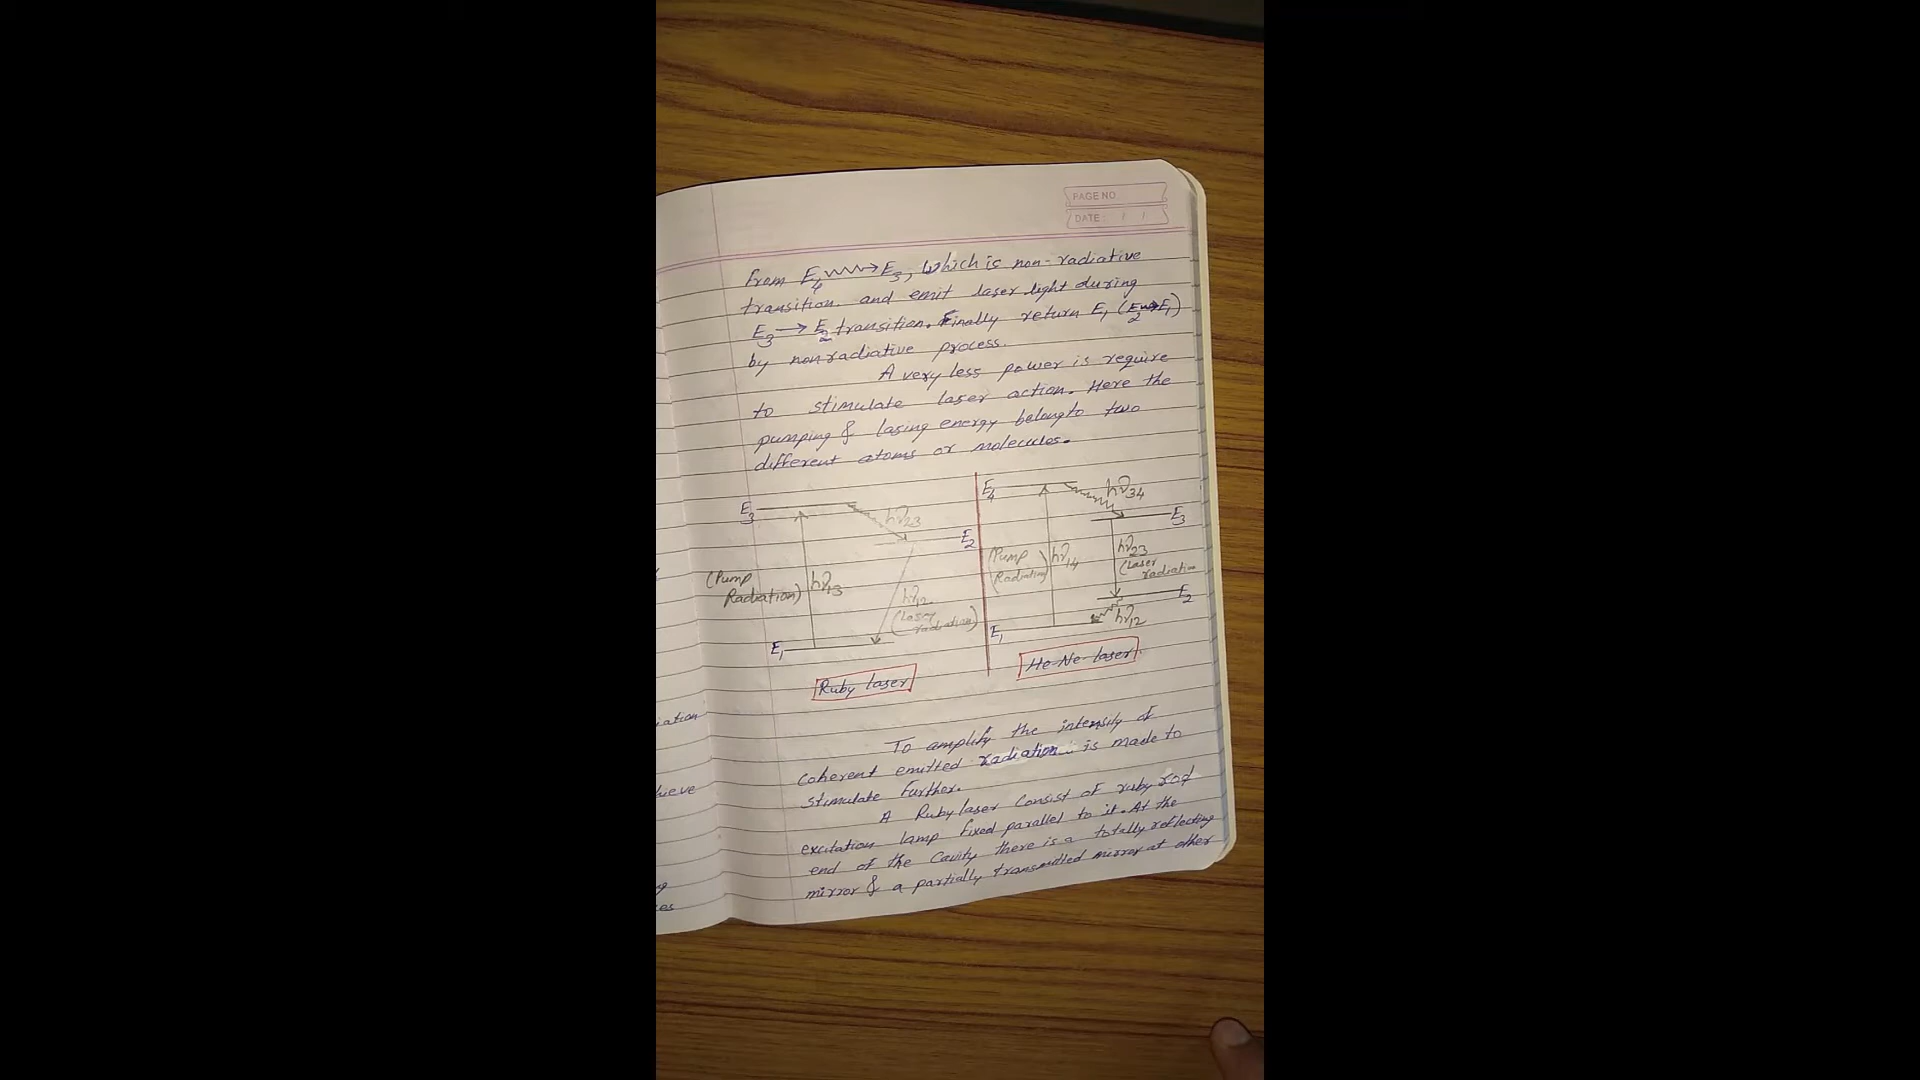 PAGE NO.
DATE: / /
from E4 → E3, which is non-radiative
transition. and emit laser light during
E3 → E2 transition. Finally return E1 (E2→E1)
by nonradiative process.
A very less power is require
to stimulate laser action. Here the
pumping & lasing energy belong to two
different atoms or molecules.
E3
hν23
E2
(Pump
Radiation)
hν13
hν12
(Laser
radiation)
E1
Ruby laser
E4
hν34
E3
(Pump
Radiation)
hν14
hν23
(Laser
radiation
E2
hν12
E1
He-Ne laser
To amplify the intensity of
coherent emitted radiation is made to
stimulate further.
A Ruby laser consist of ruby rod
excitation lamp fixed parallel to it. At the
end of the cavity there is a totally reflecting
mirror & a partially transmitted mirror at other
iation
hieve
es